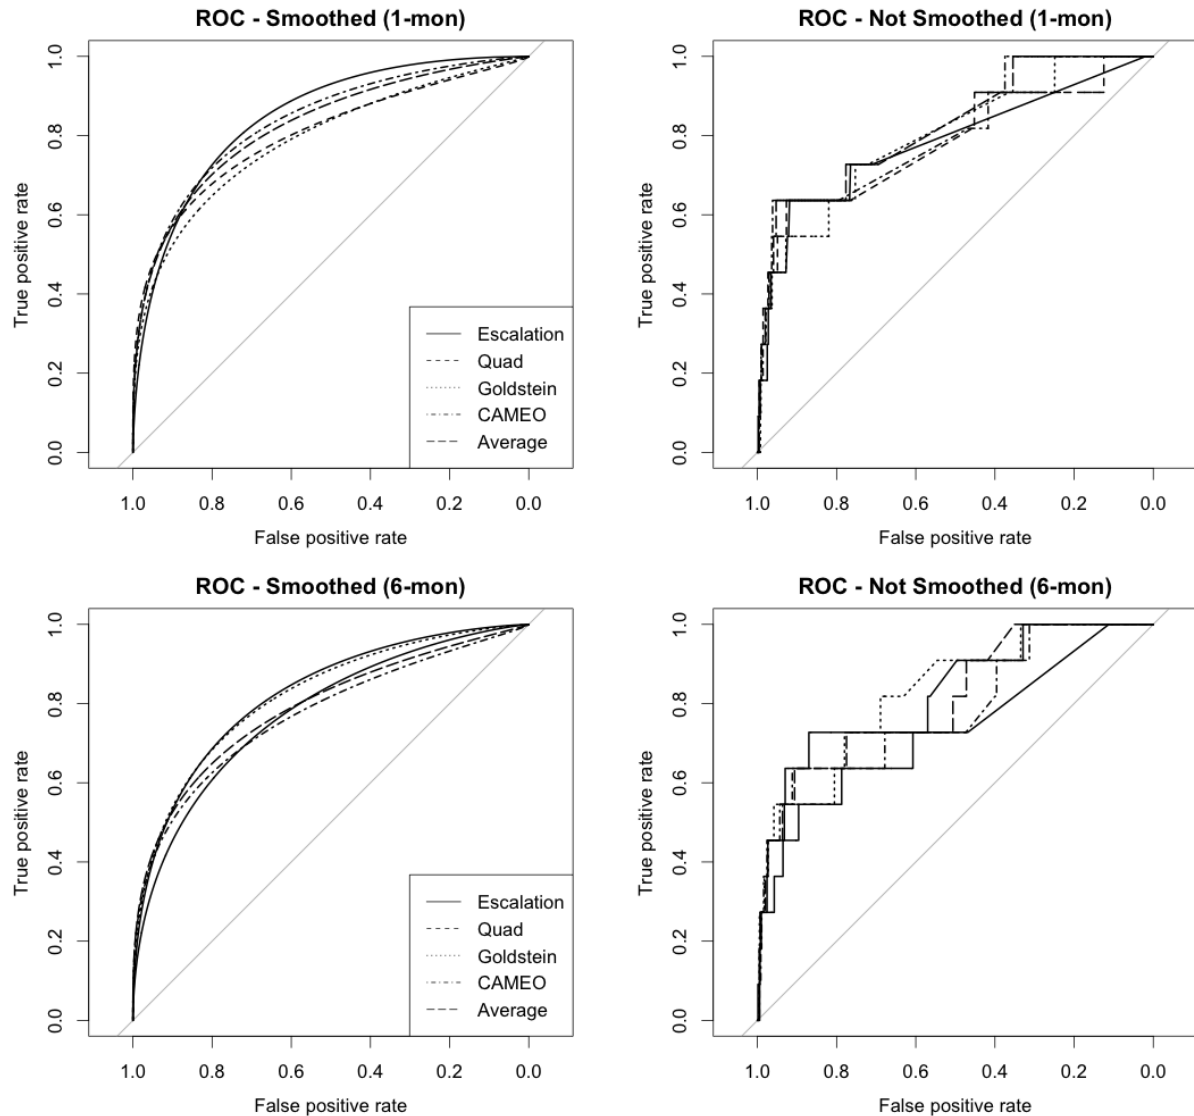 ROC - Smoothed (1-mon)
True positive rate
0.0 0.2 0.4 0.6 0.8 1.0
Escalation
Quad
Goldstein
CAMEO
Average
1.0 0.8 0.6 0.4 0.2 0.0
False positive rate
ROC - Not Smoothed (1-mon)
True positive rate
0.0 0.2 0.4 0.6 0.8 1.0
1.0 0.8 0.6 0.4 0.2 0.0
False positive rate
ROC - Smoothed (6-mon)
True positive rate
0.0 0.2 0.4 0.6 0.8 1.0
Escalation
Quad
Goldstein
CAMEO
Average
1.0 0.8 0.6 0.4 0.2 0.0
False positive rate
ROC - Not Smoothed (6-mon)
True positive rate
0.0 0.2 0.4 0.6 0.8 1.0
1.0 0.8 0.6 0.4 0.2 0.0
False positive rate